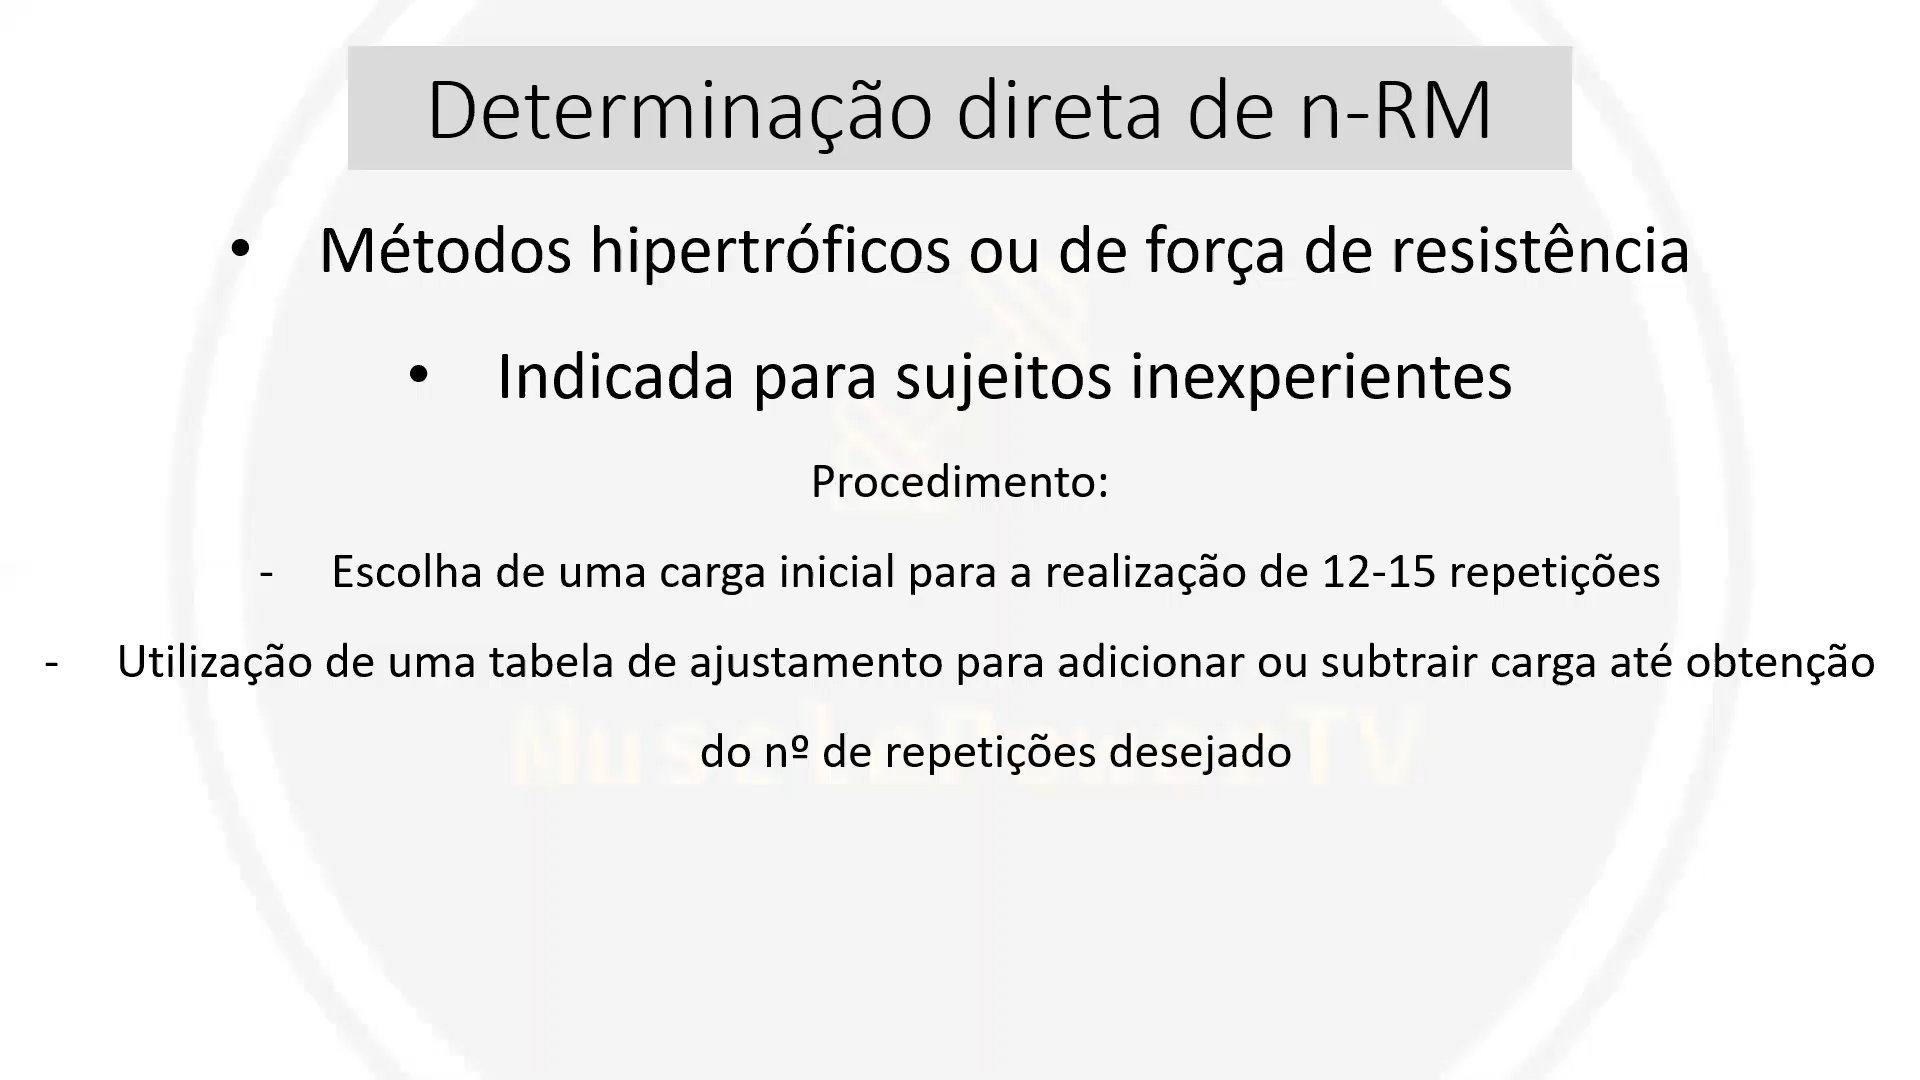 Determinação direta de n-RM
• Métodos hipertróficos ou de força de resistência
• Indicada para sujeitos inexperientes
Procedimento:
- Escolha de uma carga inicial para a realização de 12-15 repetições
- Utilização de uma tabela de ajustamento para adicionar ou subtrair carga até obtenção
do nº de repetições desejado